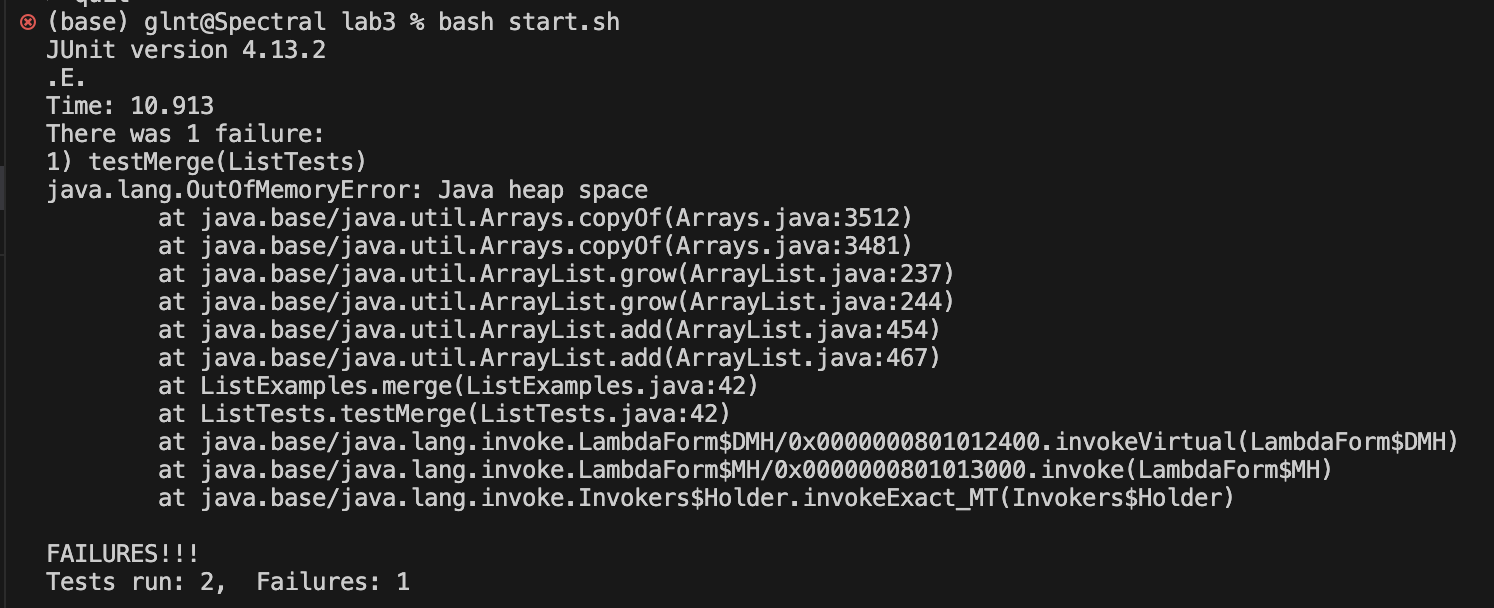 (base) glnt@Spectral lab3 % bash start.sh
JUnit version 4.13.2
.E.
Time: 10.913
There was 1 failure:
1) testMerge(ListTests)
java.lang.OutOfMemoryError: Java heap space
        at java.base/java.util.Arrays.copyOf(Arrays.java:3512)
        at java.base/java.util.Arrays.copyOf(Arrays.java:3481)
        at java.base/java.util.ArrayList.grow(ArrayList.java:237)
        at java.base/java.util.ArrayList.grow(ArrayList.java:244)
        at java.base/java.util.ArrayList.add(ArrayList.java:454)
        at java.base/java.util.ArrayList.add(ArrayList.java:467)
        at ListExamples.merge(ListExamples.java:42)
        at ListTests.testMerge(ListTests.java:42)
        at java.base/java.lang.invoke.LambdaForm$DMH/0x0000000801012400.invokeVirtual(LambdaForm$DMH)
        at java.base/java.lang.invoke.LambdaForm$MH/0x0000000801013000.invoke(LambdaForm$MH)
        at java.base/java.lang.invoke.Invokers$Holder.invokeExact_MT(Invokers$Holder)
FAILURES!!!
Tests run: 2,  Failures: 1